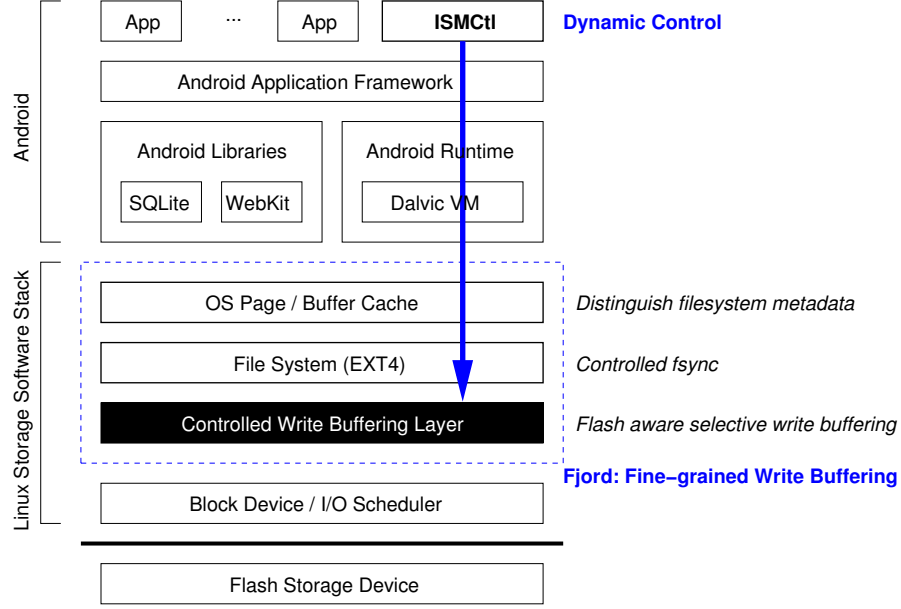 App ... App ISMCtl Dynamic Control
Android Application Framework
Android
Android Libraries Android Runtime
SQLite WebKit Dalvic VM
Linux Storage Software Stack
OS Page / Buffer Cache Distinguish filesystem metadata
File System (EXT4) Controlled fsync
Controlled Write Buffering Layer Flash aware selective write buffering
Fjord: Fine−grained Write Buffering
Block Device / I/O Scheduler
Flash Storage Device